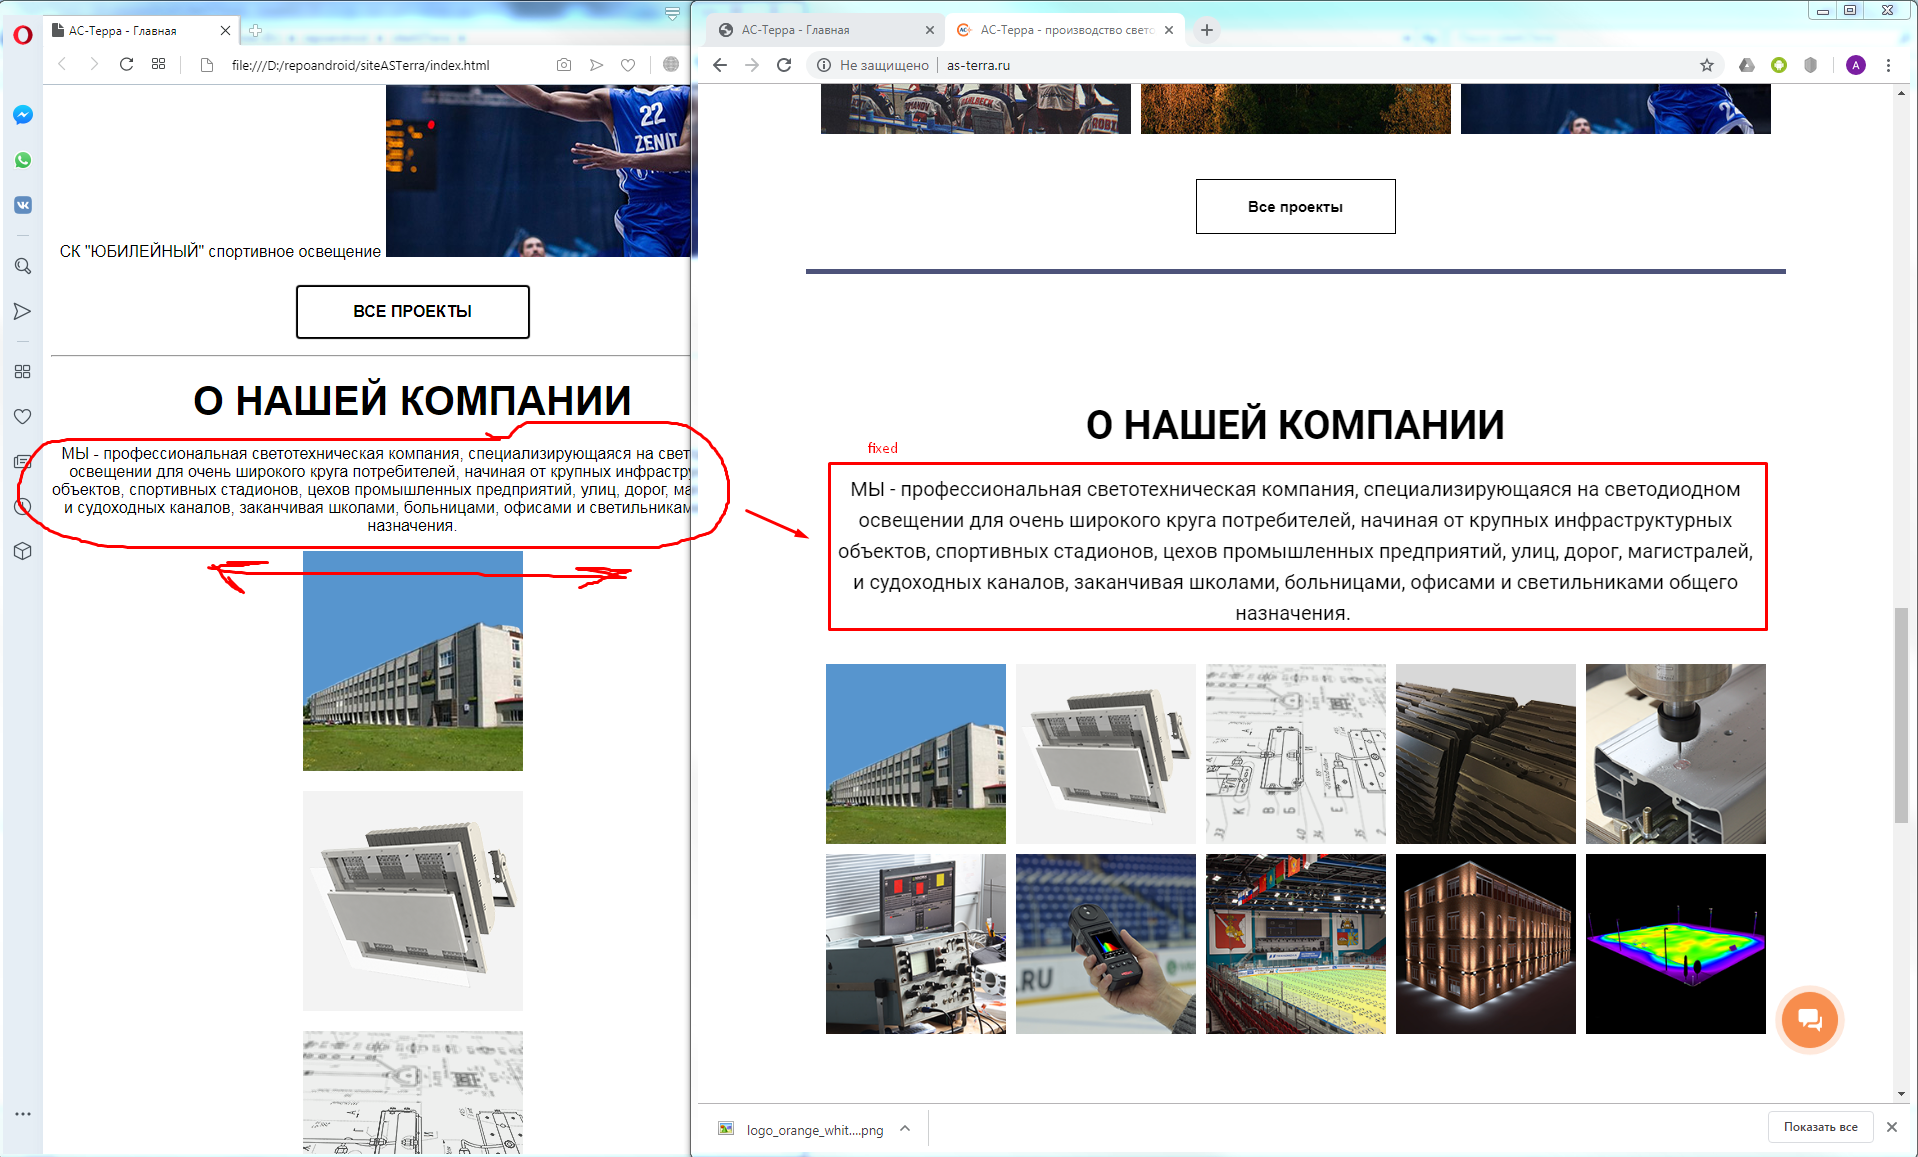 АС-Терра - Главная
file:///D:/repoandroid/siteASTerra/index.html
22
ZENIT
СК "ЮБИЛЕЙНЫЙ" спортивное освещение
ВСЕ ПРОЕКТЫ
О НАШЕЙ КОМПАНИИ
МЫ - профессиональная светотехническая компания, специализирующаяся на свет
освещении для очень широкого круга потребителей, начиная от крупных инфрастру
объектов, спортивных стадионов, цехов промышленных предприятий, улиц, дорог, ма
и судоходных каналов, заканчивая школами, больницами, офисами и светильникам
назначения.
АС-Терра - Главная
АС-Терра - производство свето
Не защищено
as-terra.ru
DAHLBECK
Все проекты
О НАШЕЙ КОМПАНИИ
fixed
МЫ - профессиональная светотехническая компания, специализирующаяся на светодиодном
освещении для очень широкого круга потребителей, начиная от крупных инфраструктурных
объектов, спортивных стадионов, цехов промышленных предприятий, улиц, дорог, магистралей,
и судоходных каналов, заканчивая школами, больницами, офисами и светильниками общего
назначения.
.RU
logo_orange_whit....png
Показать все